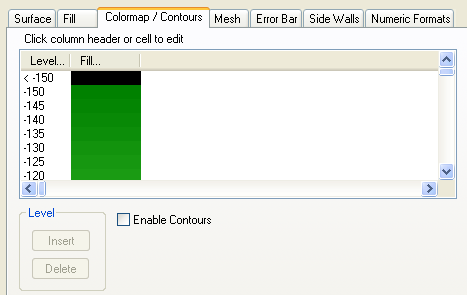 Surface Fill Colormap / Contours Mesh Error Bar Side Walls Numeric Formats
Click column header or cell to edit
Level... Fill...
< -150
-150
-145
-140
-135
-130
-125
-120
Level
Enable Contours
Insert
Delete